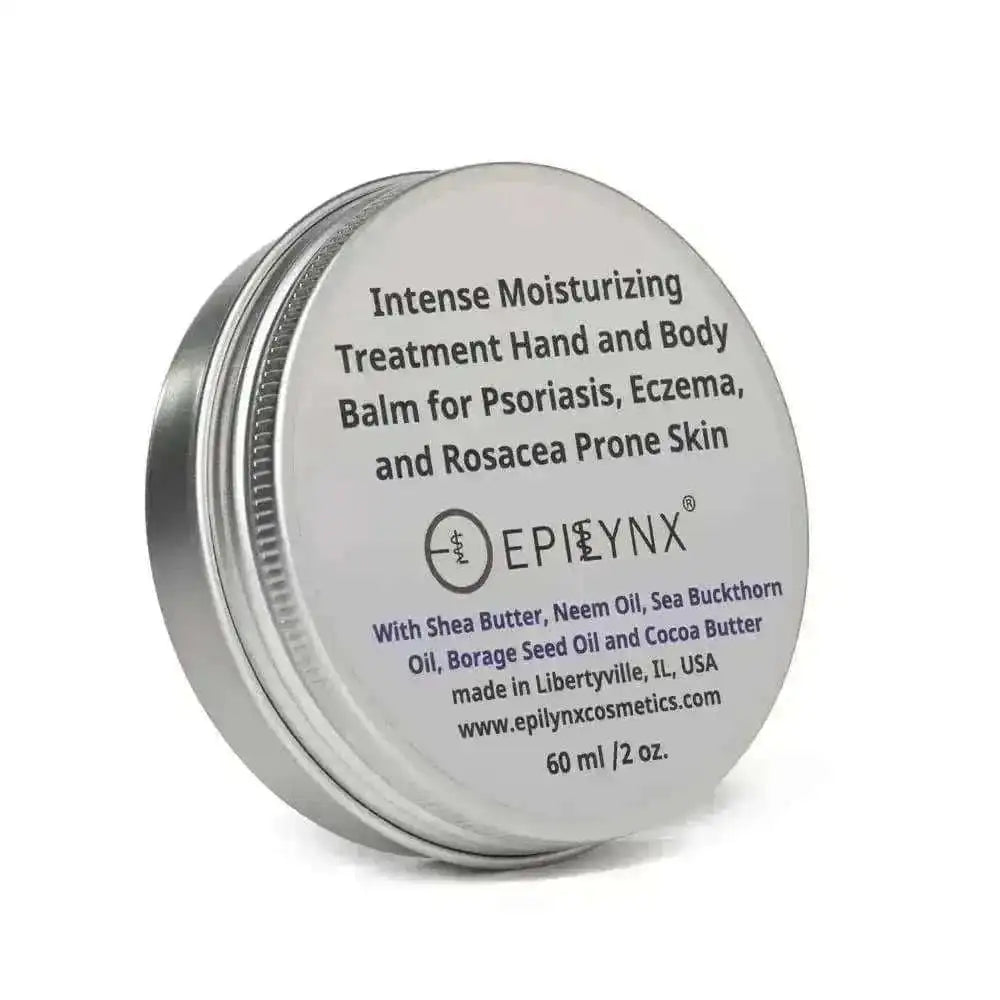 Intense Moisturizing
Treatment Hand and Body
Balm for Psoriasis, Eczema,
and Rosacea Prone Skin
EPILYNX®
With Shea Butter, Neem Oil, Sea Buckthorn
Oil, Borage Seed Oil and Cocoa Butter
made in Libertyville, IL, USA
www.epilynxcosmetics.com
60 ml /2 oz.